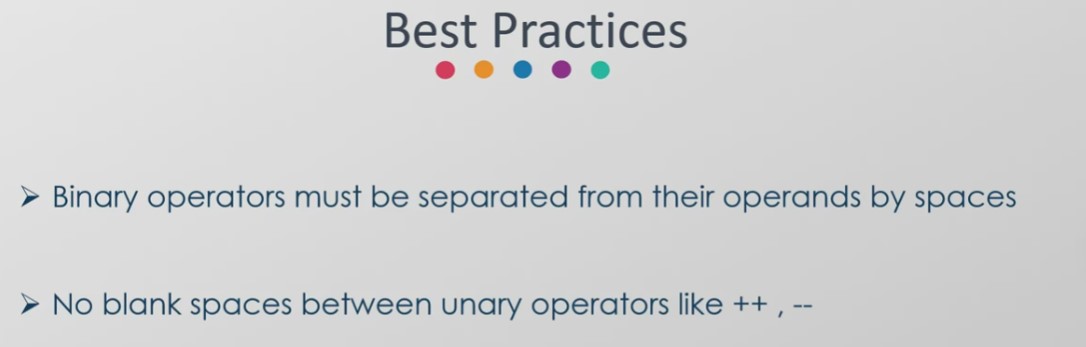 Best Practices
Binary operators must be separated from their operands by spaces
No blank spaces between unary operators like ++ , --